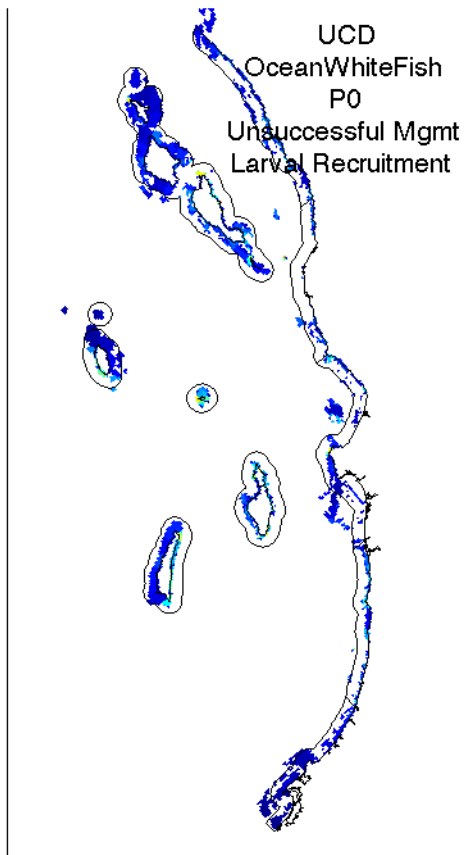 UCD
OceanWhiteFish
P0
Unsuccessful Mgmt
Larval Recruitment